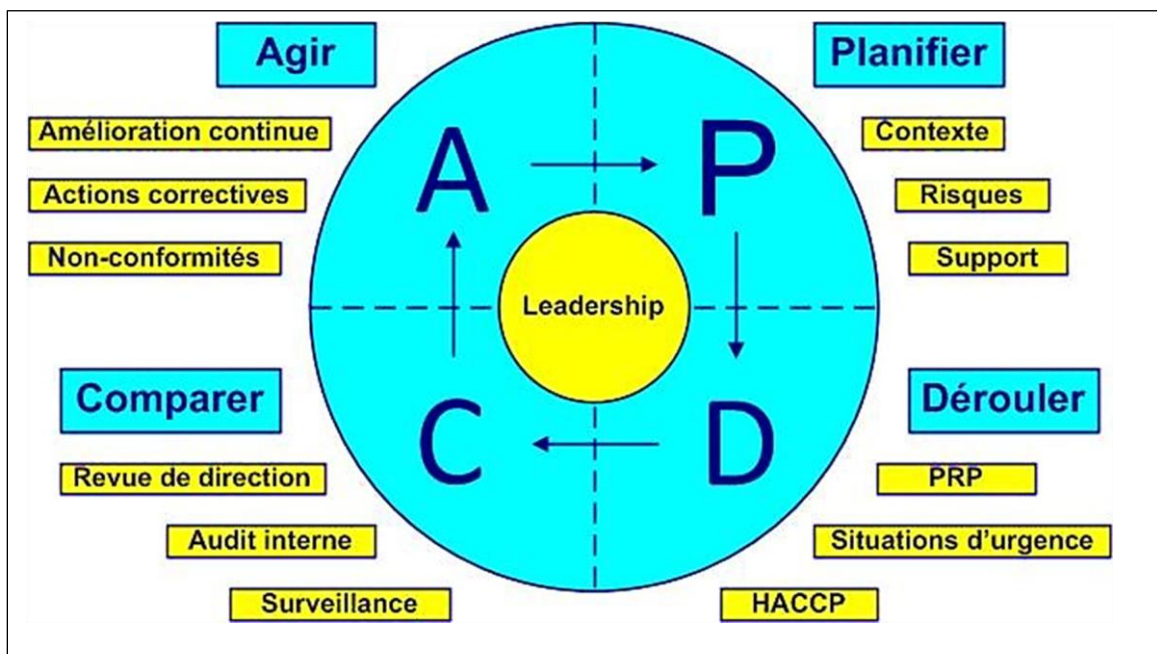 Agir
Amélioration continue
Actions correctives
Non-conformités
A
P
Planifier
Contexte
Risques
Support
Leadership
Comparer
Revue de direction
Audit interne
Surveillance
C
D
Dérouler
PRP
Situations d'urgence
HACCP